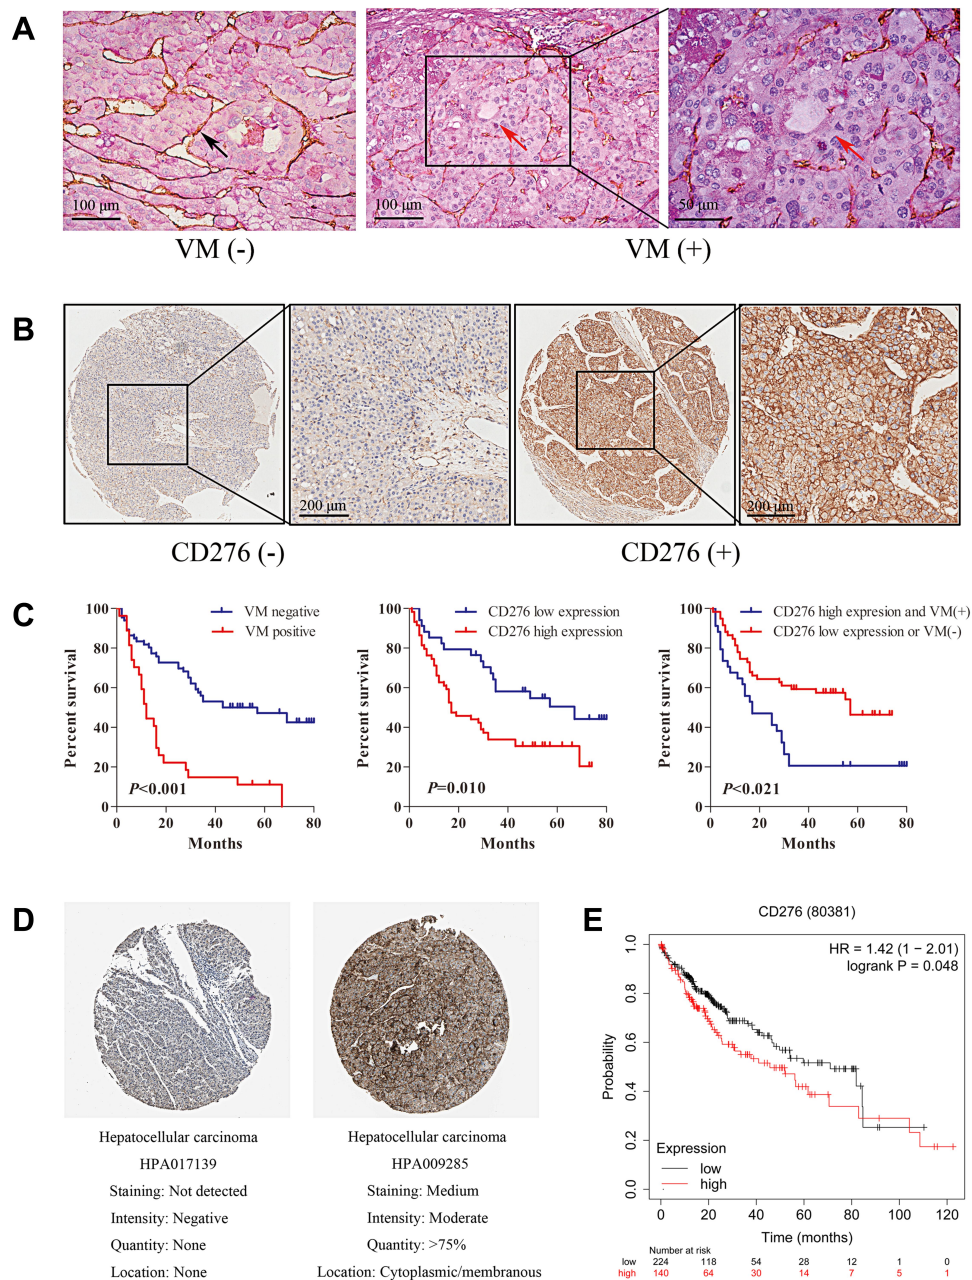 A
100 μm
100 μm
50 μm
VM (-)
VM (+)
B
200 μm
200 μm
CD276 (-)
CD276 (+)
C
Percent survival
100
80
60
40
20
0
VM negative
VM positive
P<0.001
0 20 40 60 80
Months
Percent survival
100
80
60
40
20
0
CD276 low expression
CD276 high expression
P=0.010
0 20 40 60 80
Months
Percent survival
100
80
60
40
20
0
CD276 high expresion and VM(+)
CD276 low expression or VM(-)
P<0.021
0 20 40 60 80
Months
D
Hepatocellular carcinoma
HPA017139
Staining: Not detected
Intensity: Negative
Quantity: None
Location: None
Hepatocellular carcinoma
HPA009285
Staining: Medium
Intensity: Moderate
Quantity: >75%
Location: Cytoplasmic/membranous
E
CD276 (80381)
HR = 1.42 (1 − 2.01)
logrank P = 0.048
Probability
1.0
0.8
0.6
0.4
0.2
0.0
Expression
low
high
0 20 40 60 80 100 120
Time (months)
Number at risk
low 224 118 54 28 12 1 0
high 140 64 30 14 7 5 1